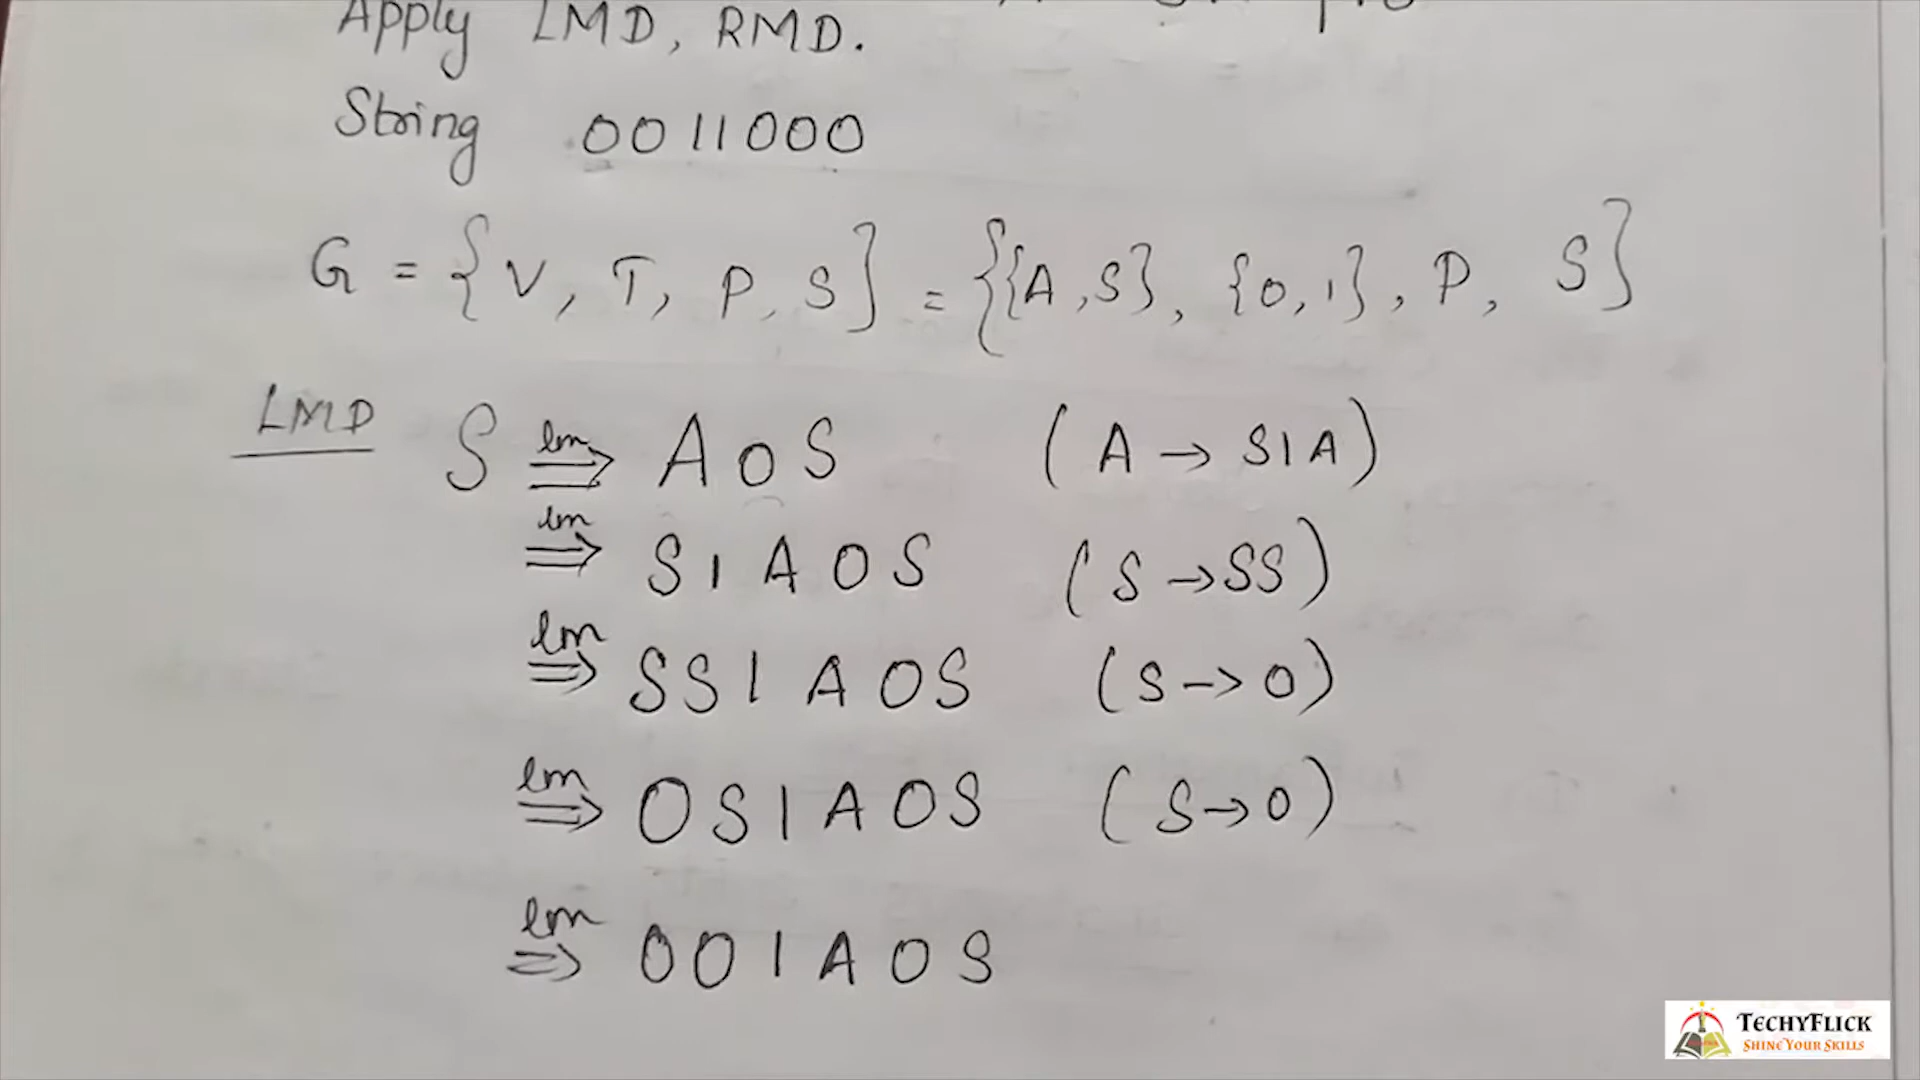 Apply LMD, RMD.
String 0011000
G = {V, T, P, S} = {{A, S}, {0, 1}, P, S}
LMD S lm⇒ A0S (A → S1A)
lm⇒ S1A0S (S → SS)
lm⇒ SS1A0S (S → 0)
lm⇒ 0S1A0S (S → 0)
lm⇒ 001A0S
TECHYFLICK
SHINE YOUR SKILLS